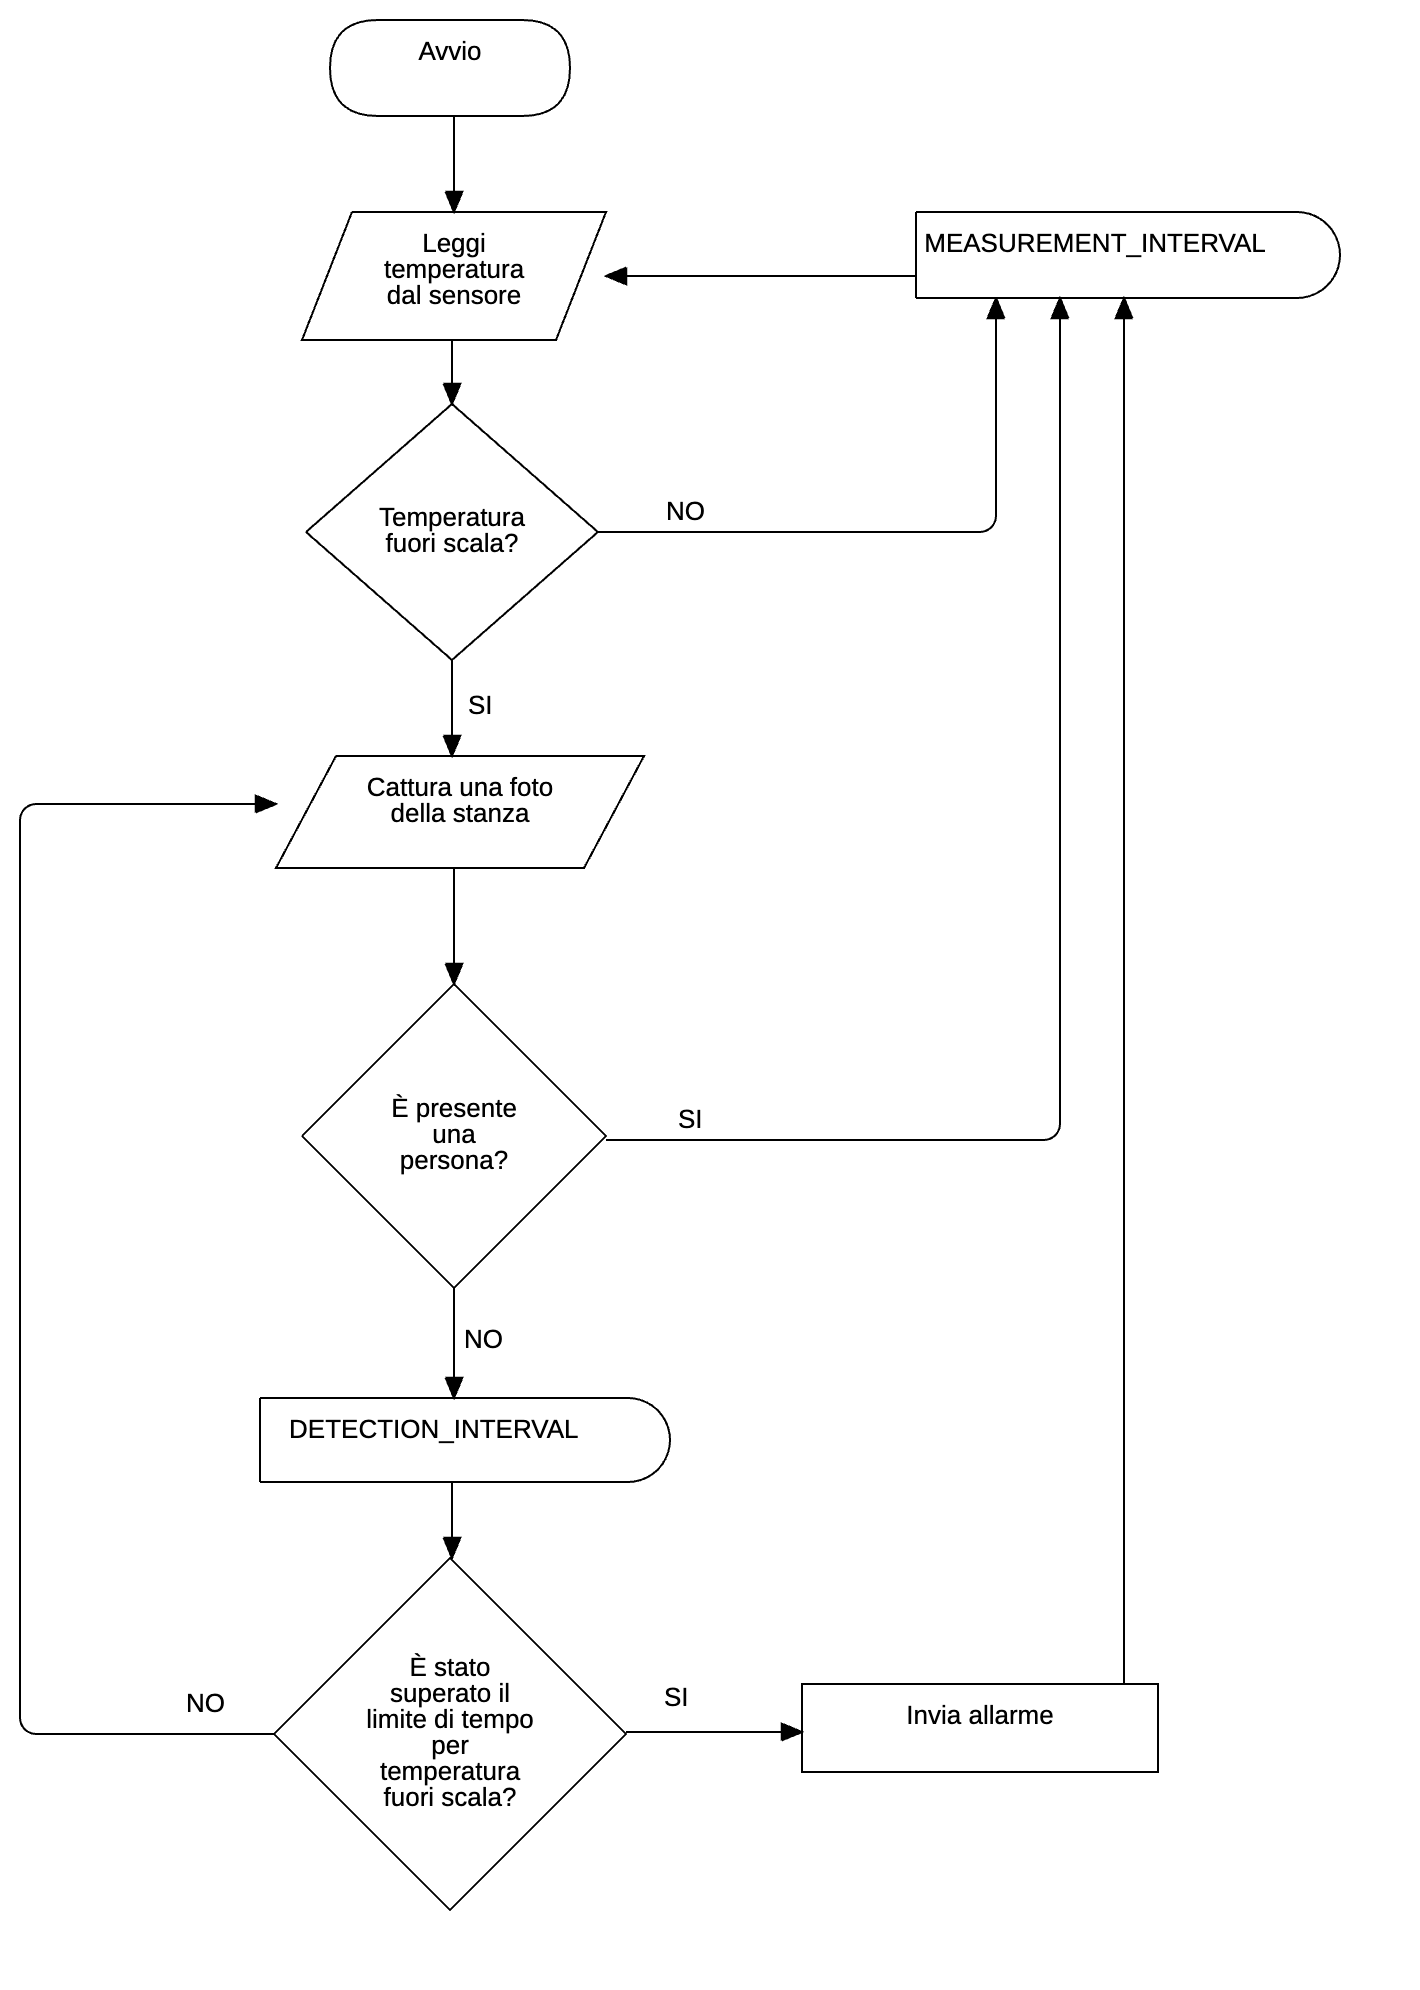 Avvio
Leggi
temperatura
dal sensore
MEASUREMENT_INTERVAL
Temperatura
fuori scala?
NO
SI
Cattura una foto
della stanza
È presente
una
persona?
SI
NO
DETECTION_INTERVAL
È stato
superato il
limite di tempo
per
temperatura
fuori scala?
NO
SI
Invia allarme